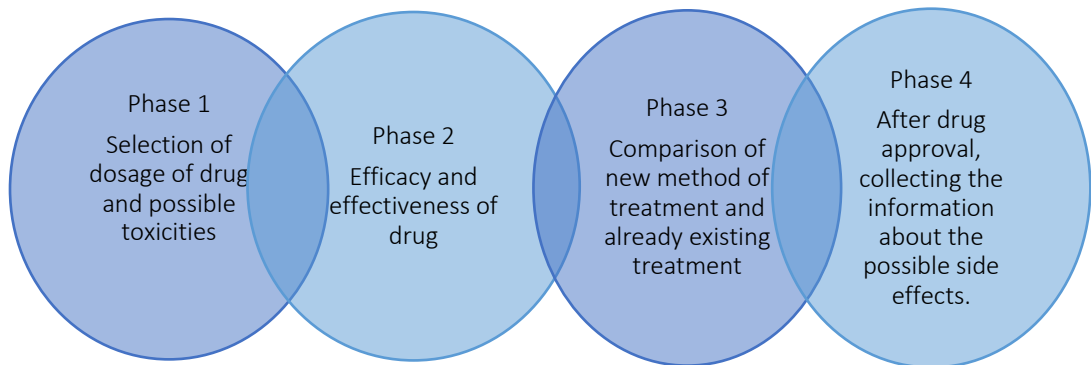 Phase 1
Selection of
dosage of drug
and possible
toxicities
Phase 2
Efficacy and
effectiveness of
drug
Phase 3
Comparison of
new method of
treatment and
already existing
treatment
Phase 4
After drug
approval,
collecting the
information
about the
possible side
effects.